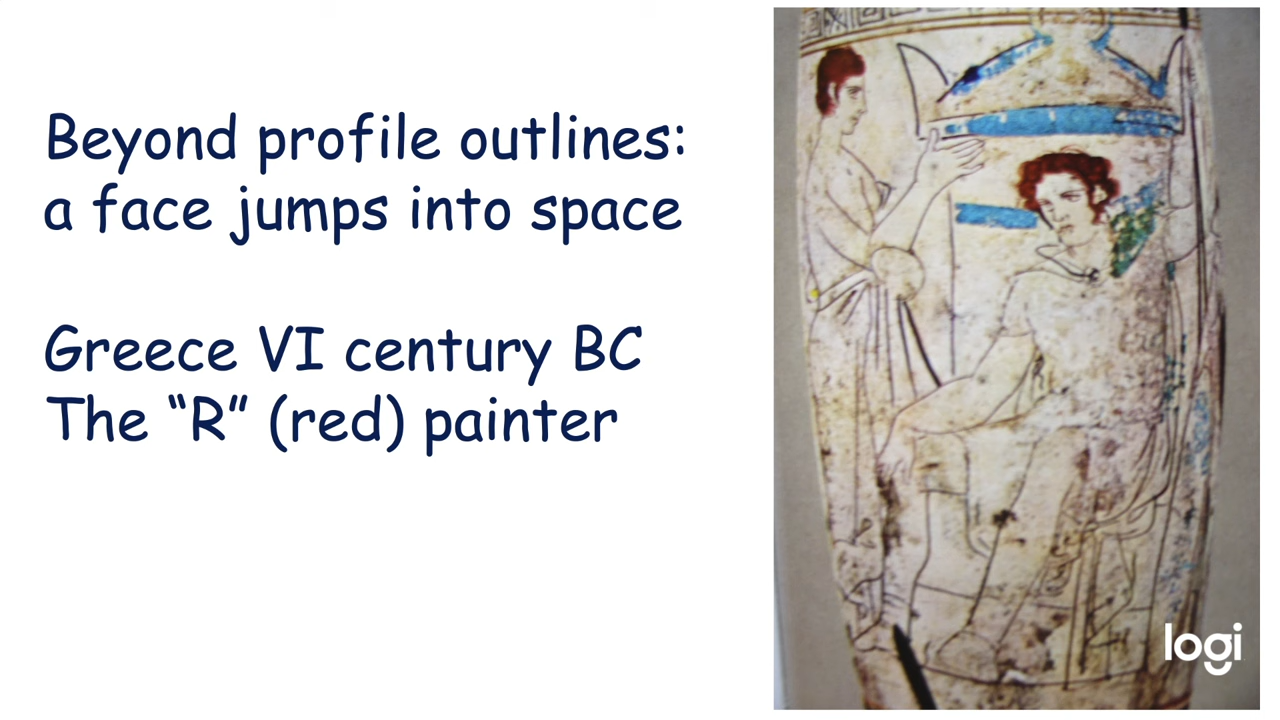 Beyond profile outlines:
a face jumps into space
Greece VI century BC
The “R” (red) painter
logi